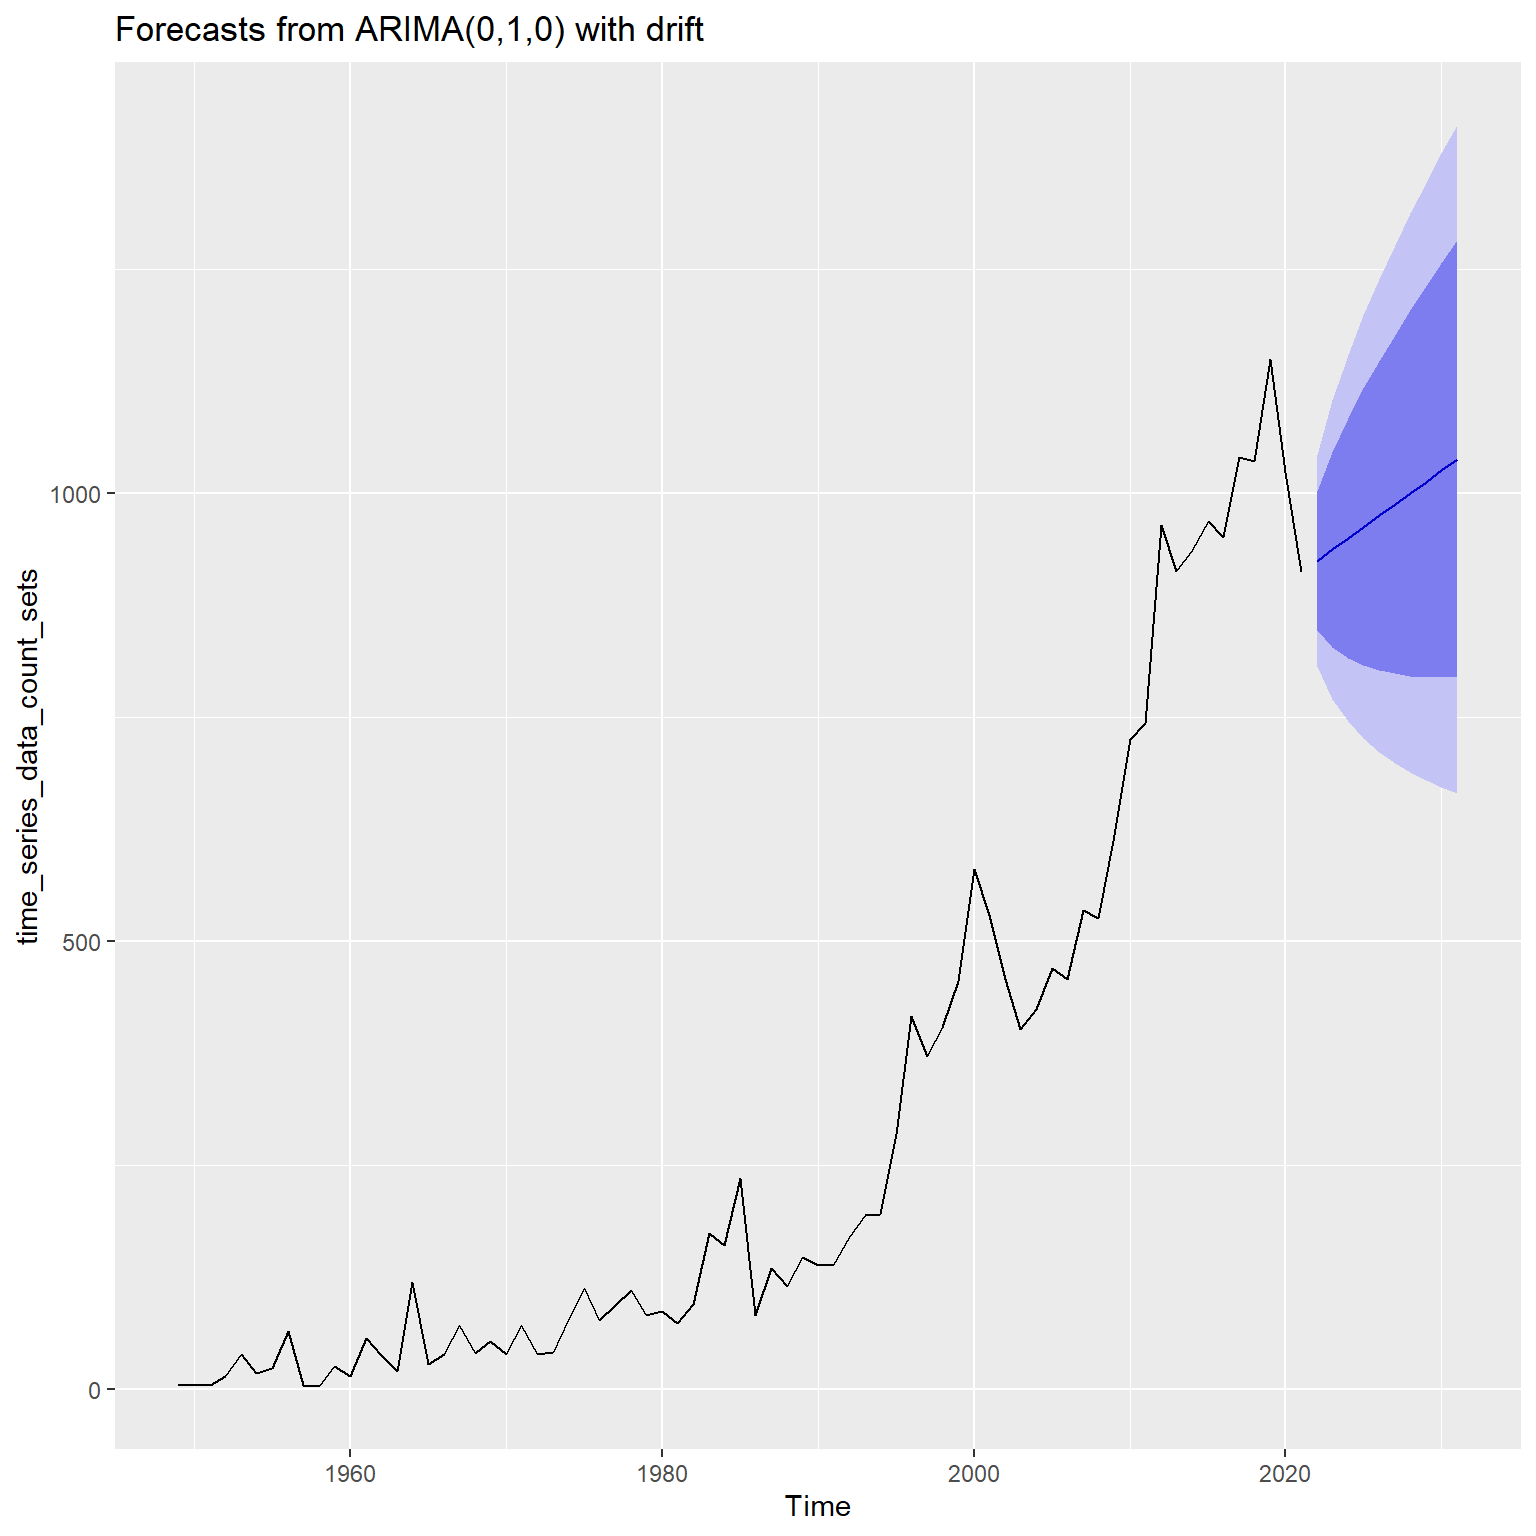 Forecasts from ARIMA(0,1,0) with drift
time_series_data_count_sets
1000
500
0
1960
1980
2000
2020
Time